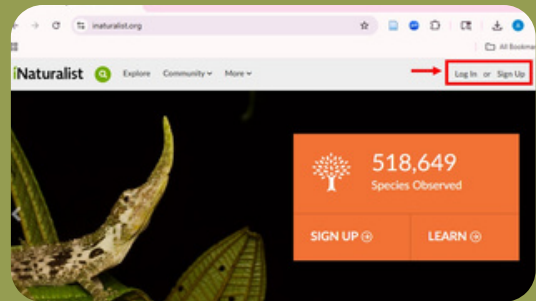 inaturalist.org
All Bookmar
iNaturalist Explore Community More Log In or Sign Up
518,649
Species Observed
SIGN UP LEARN